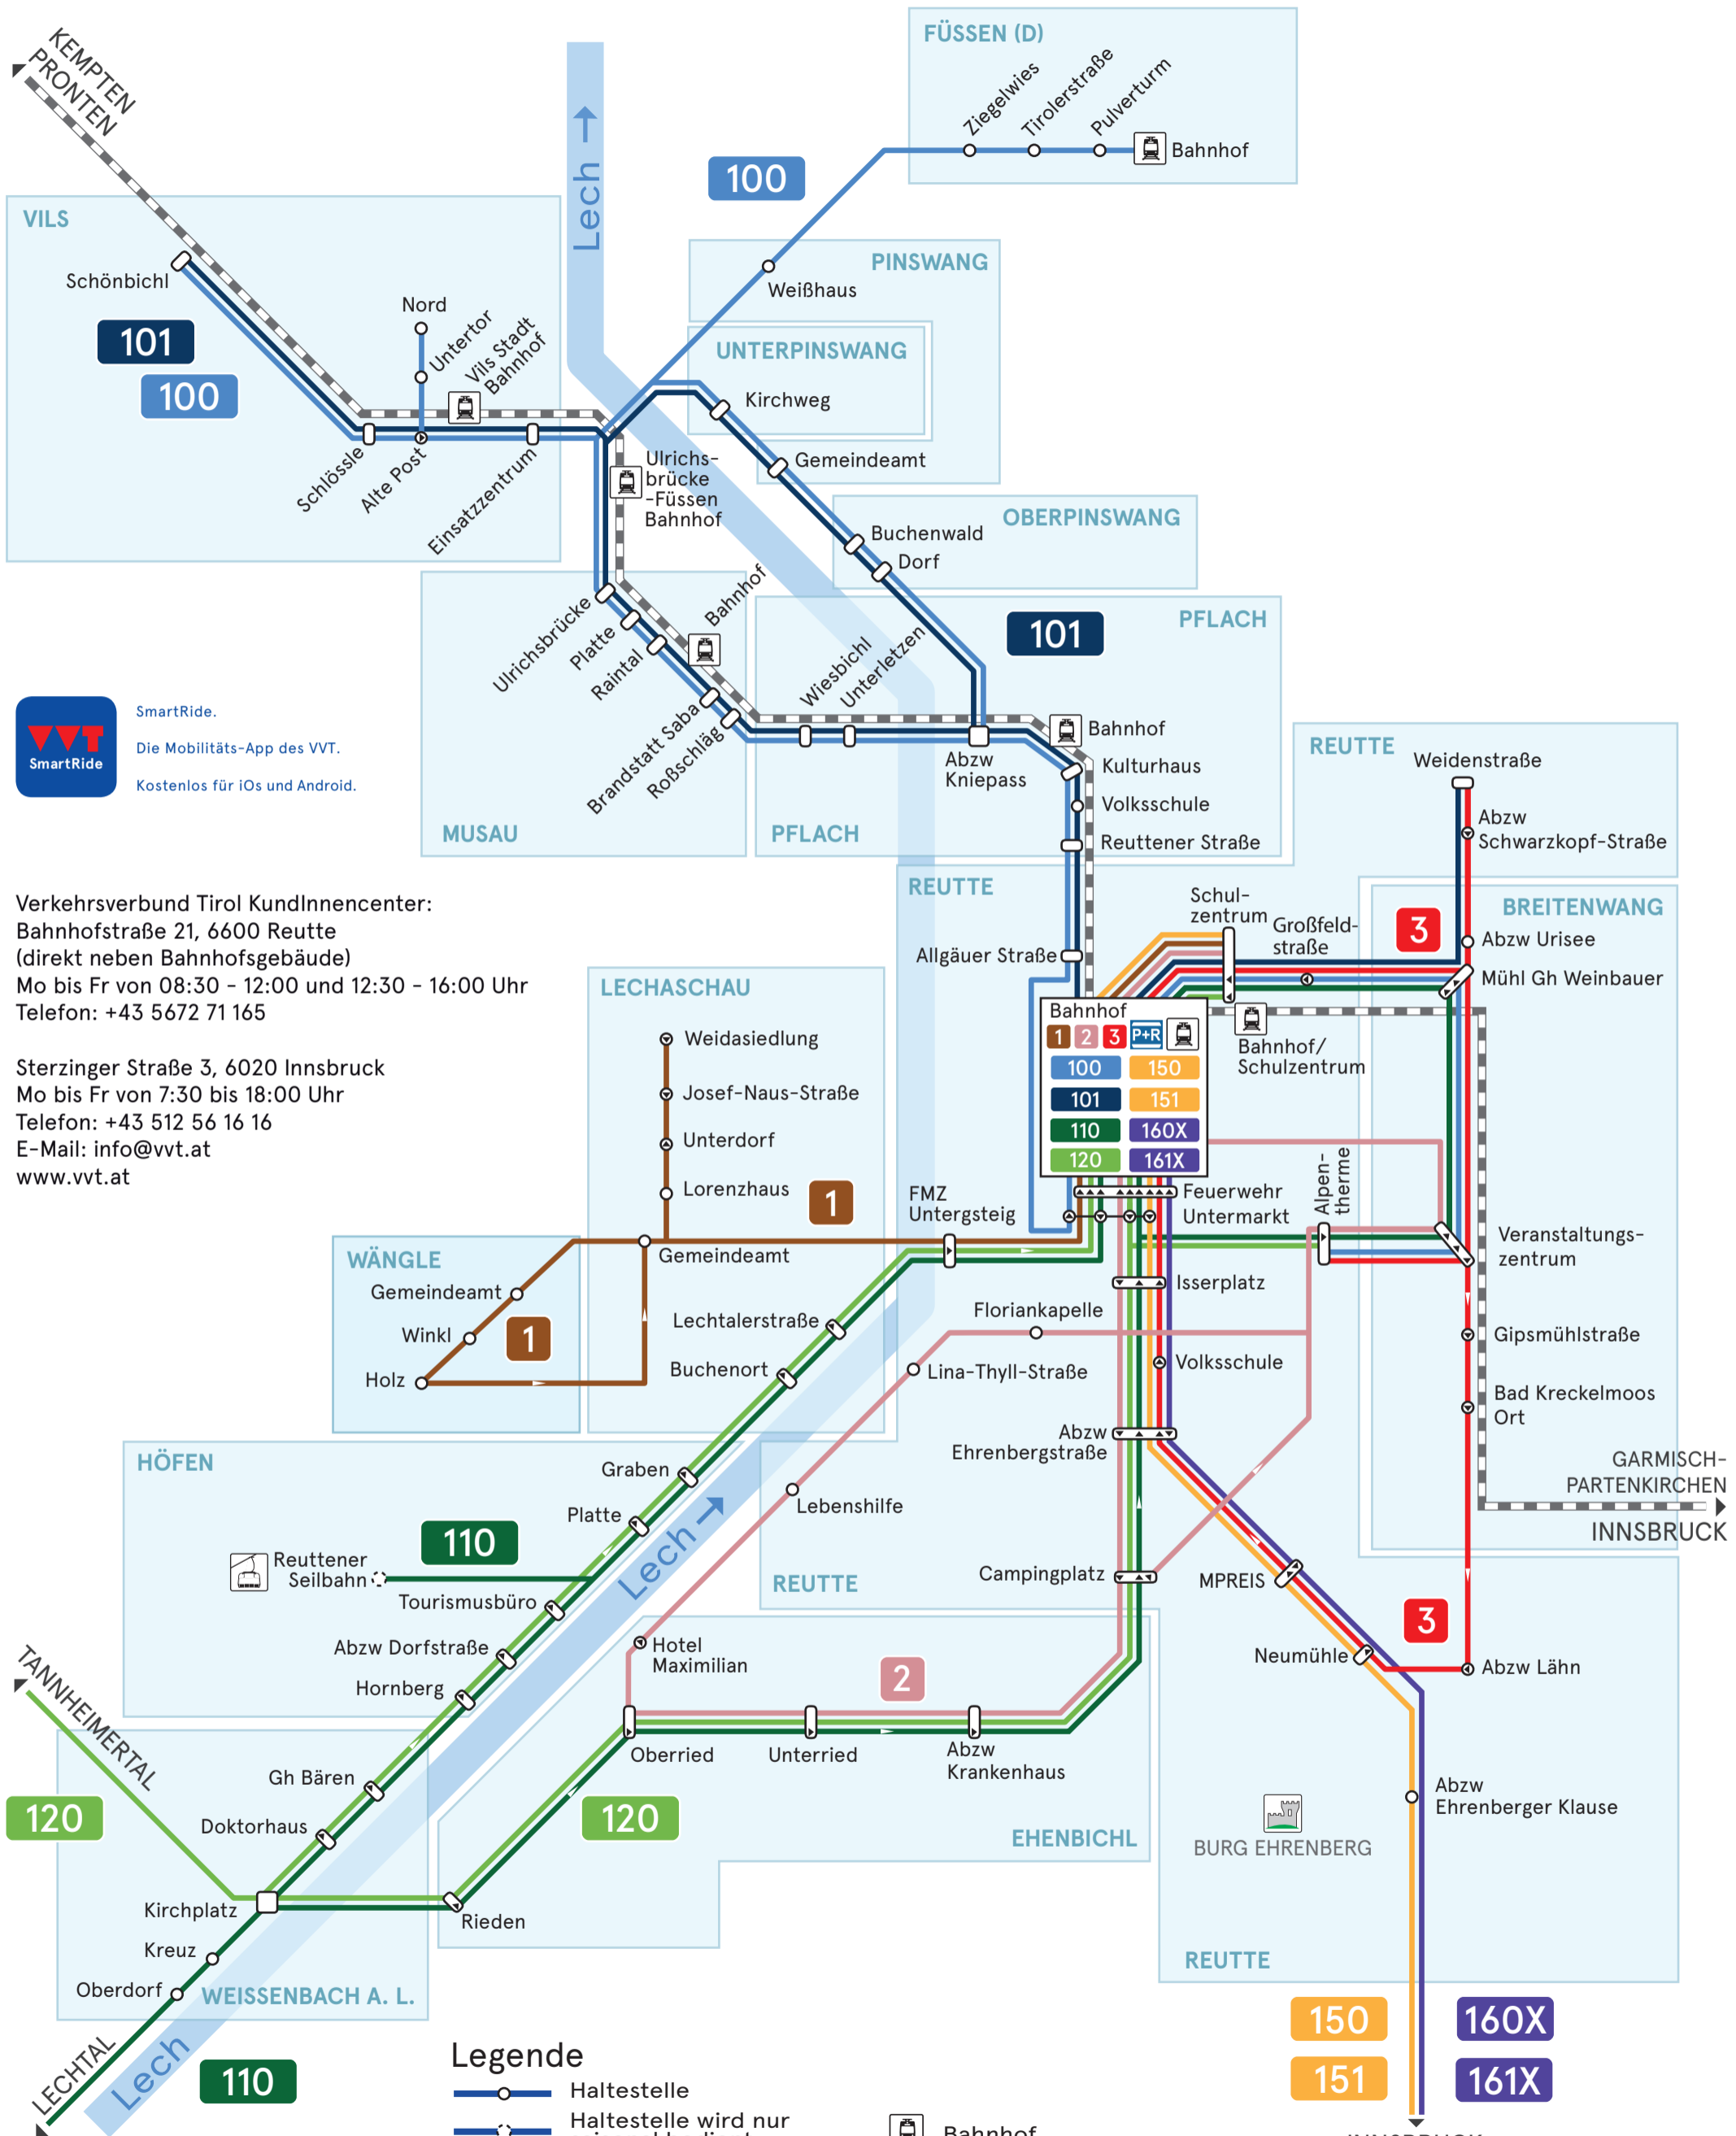 KEMPTEN
PRONTEN
FÜSSEN (D)
Ziegelwies
Tirolerstraße
Pulverturm
Bahnhof
Lech
100
VILS
Schönbichl
101
100
Nord
Untertor
Vils Stadt
Bahnhof
Schlössle
Alte Post
Einsatzzentrum
PINSWANG
Weißhaus
UNTERPINSWANG
Kirchweg
Gemeindeamt
Ulrichs-
brücke
-Füssen
Bahnhof
OBERPINSWANG
Buchenwald
Dorf
Ulrichsbrücke
Platte
Raintal
Bahnhof
Brandstatt Saba
Roßschläg
MUSAU
Wiesbichl
Unterletzen
101
PFLACH
Abzw
Kniepass
Bahnhof
Kulturhaus
Volksschule
Reuttener Straße
PFLACH
VVT
SmartRide
SmartRide.
Die Mobilitäts-App des VVT.
Kostenlos für iOs und Android.
REUTTE
Weidenstraße
Abzw
Schwarzkopf-Straße
Verkehrsverbund Tirol KundInnencenter:
Bahnhofstraße 21, 6600 Reutte
(direkt neben Bahnhofsgebäude)
Mo bis Fr von 08:30 - 12:00 und 12:30 - 16:00 Uhr
Telefon: +43 5672 71 165
Sterzinger Straße 3, 6020 Innsbruck
Mo bis Fr von 7:30 bis 18:00 Uhr
Telefon: +43 512 56 16 16
E-Mail: info@vvt.at
www.vvt.at
REUTTE
Allgäuer Straße
Schul-
zentrum
Großfeld-
straße
3
BREITENWANG
Abzw Urisee
Mühl Gh Weinbauer
Bahnhof
1 2 3 P+R
100 150
101 151
110 160X
120 161X
Bahnhof/
Schulzentrum
LECHASCHAU
Weidasiedlung
Josef-Naus-Straße
Unterdorf
Lorenzhaus
1
Gemeindeamt
FMZ
Untergsteig
Feuerwehr
Untermarkt
Alpen-
therme
Veranstaltungs-
zentrum
WÄNGLE
Gemeindeamt
Winkl
1
Holz
Lechtalerstraße
Buchenort
Isserplatz
Floriankapelle
Lina-Thyll-Straße
Volksschule
Gipsmühlstraße
Bad Kreckelmoos
Ort
Abzw
Ehrenbergstraße
GARMISCH-
PARTENKIRCHEN
INNSBRUCK
HÖFEN
Graben
Platte
110
Reuttener
Seilbahn
Tourismusbüro
Abzw Dorfstraße
Hornberg
Lech
Lebenshilfe
REUTTE
Campingplatz
MPREIS
3
Neumühle
Abzw Lähn
Hotel
Maximilian
2
Oberried
Unterried
Abzw
Krankenhaus
TANNHEIMERTAL
120
Gh Bären
Doktorhaus
Kirchplatz
Kreuz
Oberdorf
WEISSENBACH A. L.
Rieden
120
EHENBICHL
BURG EHRENBERG
Abzw
Ehrenberger Klause
REUTTE
LECHTAL
Lech
110
150
160X
151
161X
Legende
Haltestelle
Haltestelle wird nur
Bahnhof